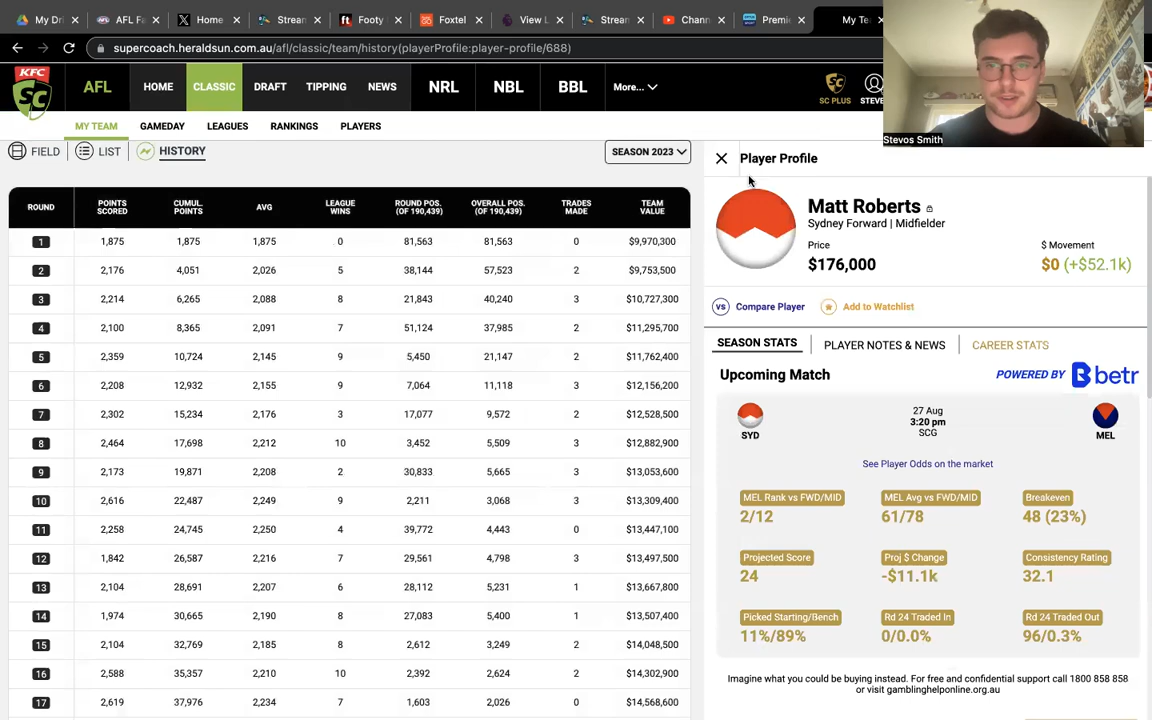 My Dri
AFL Fa
Home
Stream
Footy
Foxtel
View L
Stream
Chann
Premie
My Te
supercoach.heraldsun.com.au/afl/classic/team/history(playerProfile:player-profile/688)
KFC
SC
AFL
HOME
CLASSIC
DRAFT
TIPPING
NEWS
NRL
NBL
BBL
More...
SC PLUS
STEVE
MY TEAM
GAMEDAY
LEAGUES
RANKINGS
PLAYERS
Stevos Smith
FIELD
LIST
HISTORY
SEASON 2023
ROUND POINTS SCORED CUMUL. POINTS AVG LEAGUE WINS ROUND POS. (OF 190,439) OVERALL POS. (OF 190,439) TRADES MADE TEAM VALUE
1 1,875 1,875 1,875 0 81,563 81,563 0 $9,970,300
2 2,176 4,051 2,026 5 38,144 57,523 2 $9,753,500
3 2,214 6,265 2,088 8 21,843 40,240 3 $10,727,300
4 2,100 8,365 2,091 7 51,124 37,985 2 $11,295,700
5 2,359 10,724 2,145 9 5,450 21,147 2 $11,762,400
6 2,208 12,932 2,155 9 7,064 11,118 3 $12,156,200
7 2,302 15,234 2,176 3 17,077 9,572 2 $12,528,500
8 2,464 17,698 2,212 10 3,452 5,509 3 $12,882,900
9 2,173 19,871 2,208 2 30,833 5,665 3 $13,053,600
10 2,616 22,487 2,249 9 2,211 3,068 3 $13,309,400
11 2,258 24,745 2,250 4 39,772 4,443 0 $13,447,100
12 1,842 26,587 2,216 7 29,561 4,798 3 $13,497,500
13 2,104 28,691 2,207 6 28,112 5,231 1 $13,667,800
14 1,974 30,665 2,190 8 27,083 5,400 1 $13,507,400
15 2,104 32,769 2,185 8 2,612 3,249 2 $14,048,500
16 2,588 35,357 2,210 10 2,392 2,624 2 $14,302,900
17 2,619 37,976 2,234 7 1,603 2,026 0 $14,568,600
Player Profile
Matt Roberts
Sydney Forward | Midfielder
Price
$176,000
$ Movement
$0 (+$52.1k)
VS Compare Player
Add to Watchlist
SEASON STATS
PLAYER NOTES & NEWS
CAREER STATS
Upcoming Match
POWERED BY betr
SYD
27 Aug
3:20 pm
SCG
MEL
See Player Odds on the market
MEL Rank vs FWD/MID
2/12
MEL Avg vs FWD/MID
61/78
Breakeven
48 (23%)
Projected Score
24
Proj $ Change
-$11.1k
Consistency Rating
32.1
Picked Starting/Bench
11%/89%
Rd 24 Traded In
0/0.0%
Rd 24 Traded Out
96/0.3%
Imagine what you could be buying instead. For free and confidential support call 1800 858 858
or visit gamblinghelponline.org.au